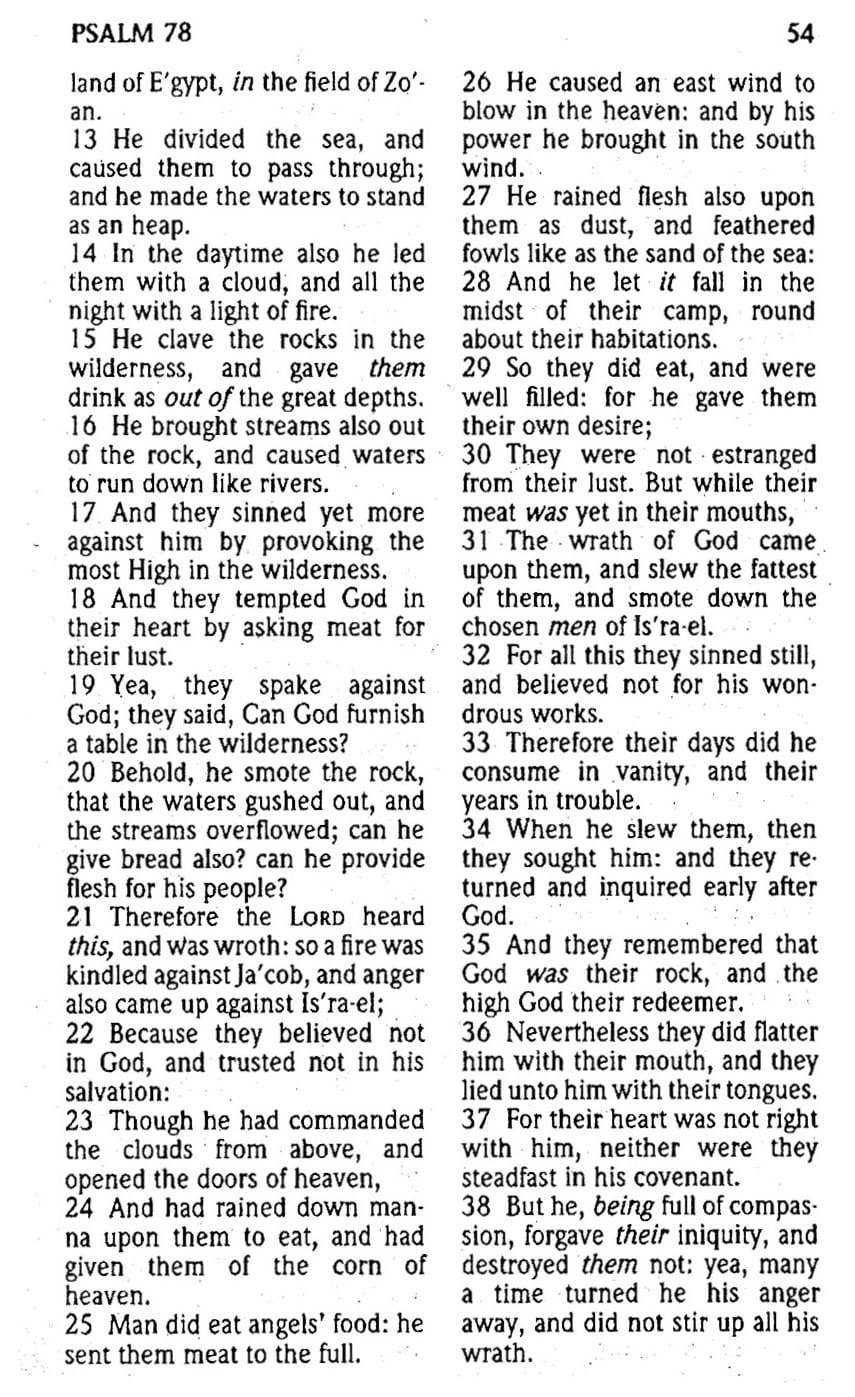 PSALM 78
54
land of E'gypt, in the field of Zo'-
an.
13 He divided the sea, and
caused them to pass through;
and he made the waters to stand
as an heap.
14 In the daytime also he led
them with a cloud, and all the
night with a light of fire.
15 He clave the rocks in the
wilderness, and gave them
drink as out of the great depths.
16 He brought streams also out
of the rock, and caused waters
to run down like rivers.
17 And they sinned yet more
against him by provoking the
most High in the wilderness.
18 And they tempted God in
their heart by asking meat for
their lust.
19 Yea, they spake against
God; they said, Can God furnish
a table in the wilderness?
20 Behold, he smote the rock,
that the waters gushed out, and
the streams overflowed; can he
give bread also? can he provide
flesh for his people?
21 Therefore the LORD heard
this, and was wroth: so a fire was
kindled against Ja'cob, and anger
also came up against Is'ra-el;
22 Because they believed not
in God, and trusted not in his
salvation:
23 Though he had commanded
the clouds from above, and
opened the doors of heaven,
24 And had rained down man-
na upon them to eat, and had
given them of the corn of
heaven.
25 Man did eat angels' food: he
sent them meat to the full.
26 He caused an east wind to
blow in the heaven: and by his
power he brought in the south
wind.
27 He rained flesh also upon
them as dust, and feathered
fowls like as the sand of the sea:
28 And he let it fall in the
midst of their camp, round
about their habitations.
29 So they did eat, and were
well filled: for he gave them
their own desire;
30 They were not estranged
from their lust. But while their
meat was yet in their mouths,
31 The wrath of God came
upon them, and slew the fattest
of them, and smote down the
chosen men of Is'ra-el.
32 For all this they sinned still,
and believed not for his won-
drous works.
33 Therefore their days did he
consume in vanity, and their
years in trouble.
34 When he slew them, then
they sought him: and they re-
turned and inquired early after
God.
35 And they remembered that
God was their rock, and the
high God their redeemer.
36 Nevertheless they did flatter
him with their mouth, and they
lied unto him with their tongues.
37 For their heart was not right
with him, neither were they
steadfast in his covenant.
38 But he, being full of compas-
sion, forgave their iniquity, and
destroyed them not: yea, many
a time turned he his anger
away, and did not stir up all his
wrath.